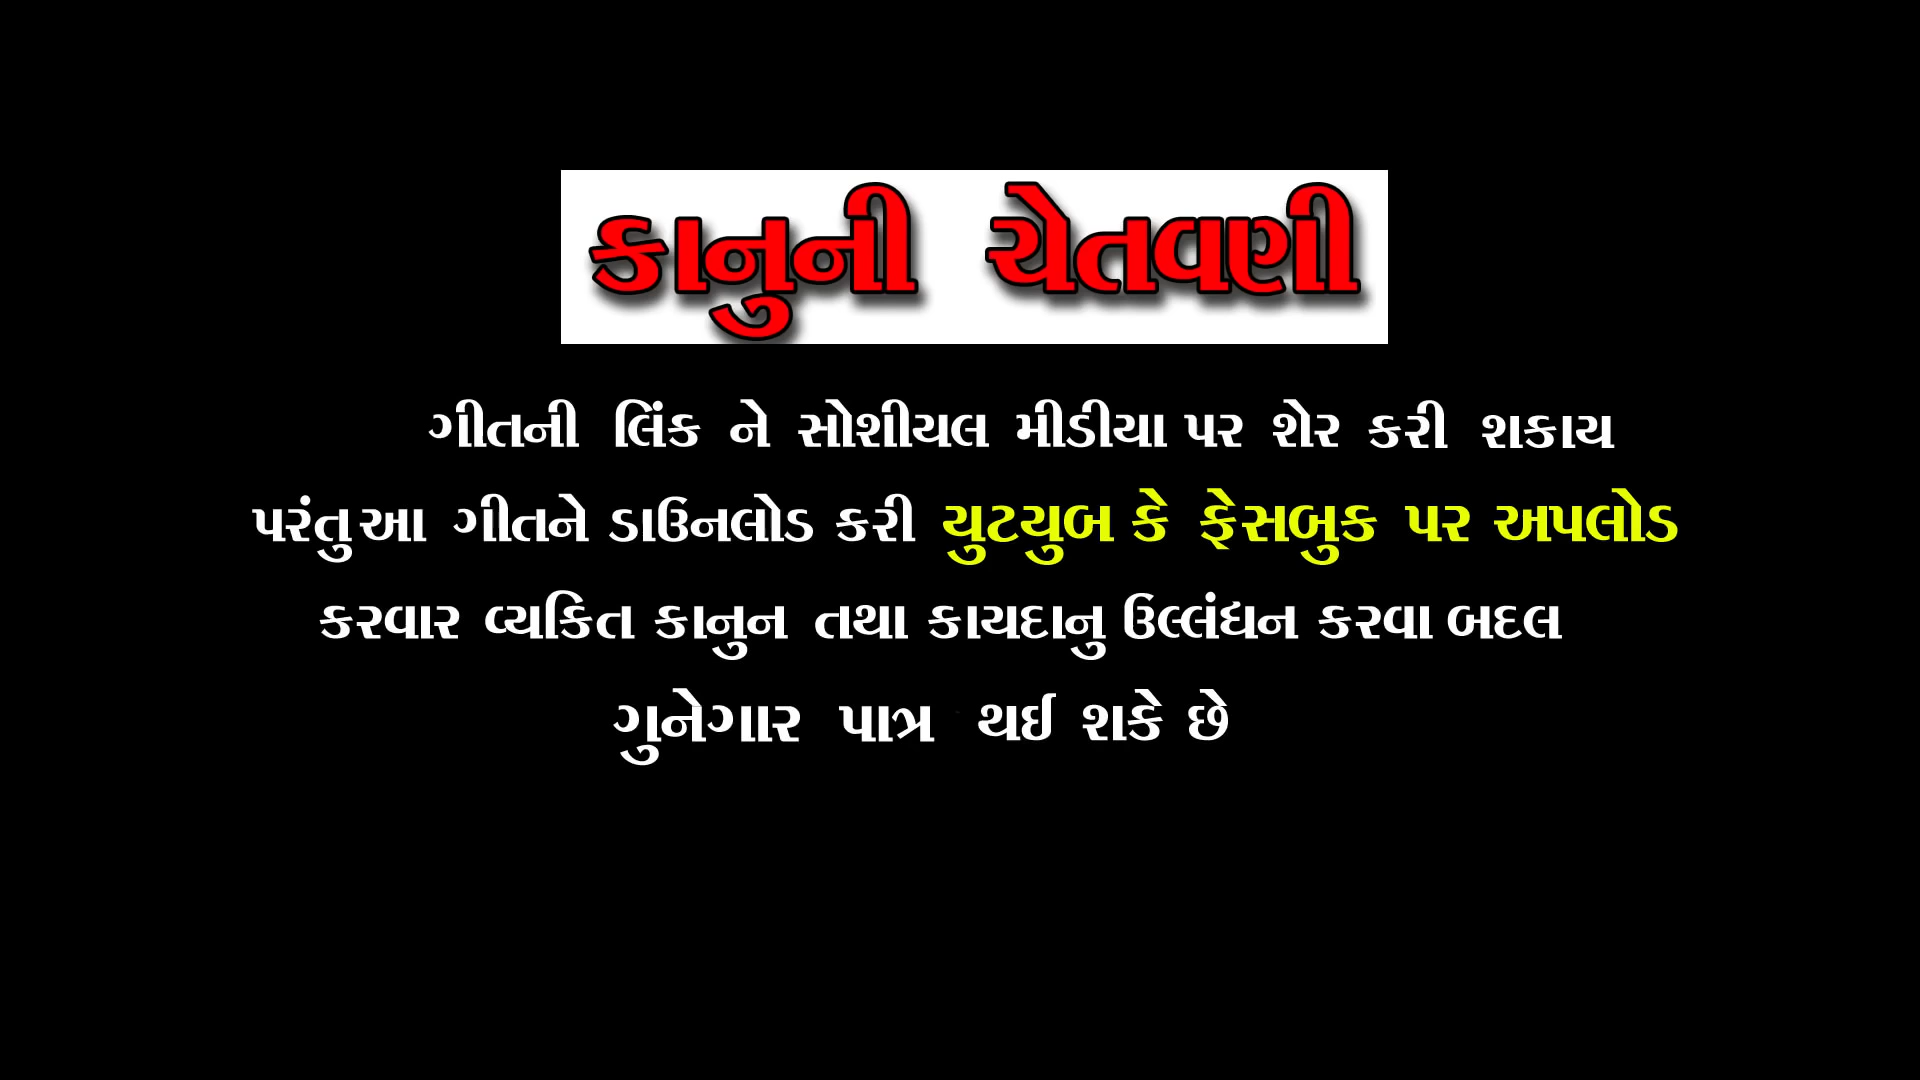 કાનુની ચેતવણી
ગીતની લિંક ને સોશીયલ મીડીયા પર શેર કરી શકાય
પરંતુ આ ગીતને ડાઉનલોડ કરી યુટયુબ કે ફેસબુક પર અપલોડ
કરવાર વ્યકિત કાનુન તથા કાયદાનુ ઉલ્લંઘન કરવા બદલ
ગુનેગાર પાત્ર થઈ શકે છે